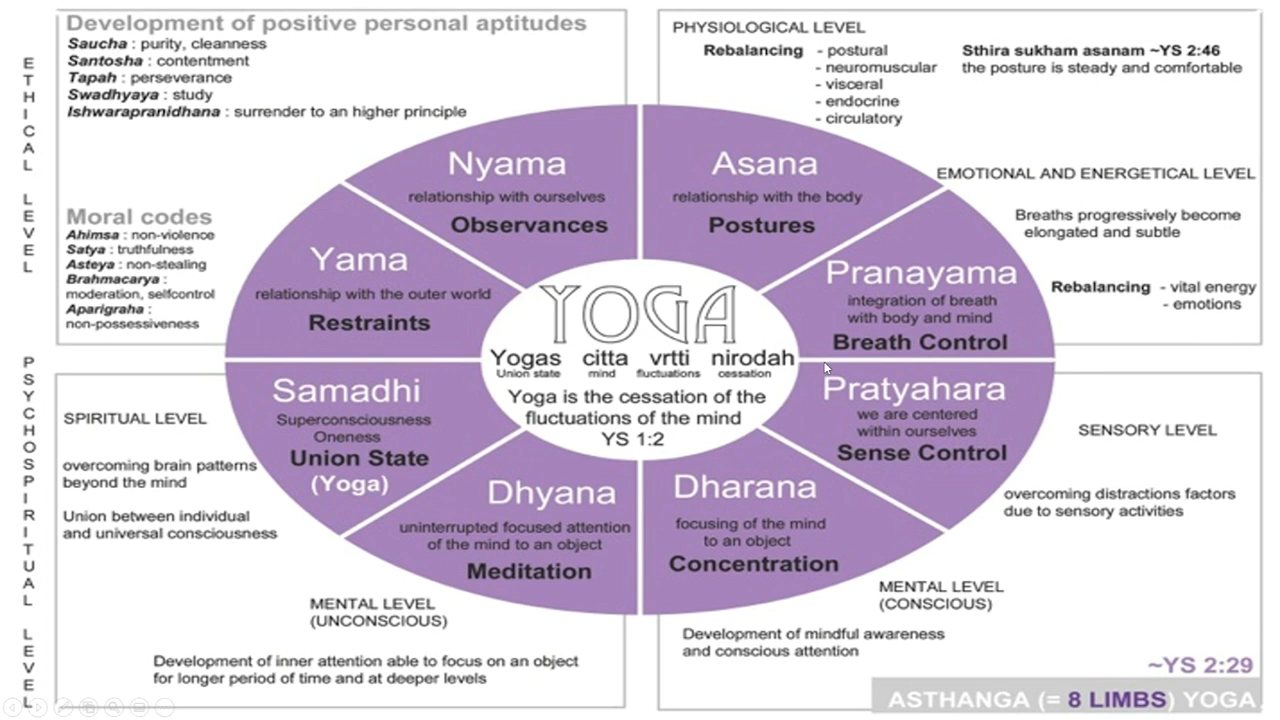 Development of positive personal aptitudes
Saucha : purity, cleanness
Santosha : contentment
Tapah : perseverance
Swadhyaya : study
Ishwarapranidhana : surrender to an higher principle
PHYSIOLOGICAL LEVEL
Rebalancing - postural
- neuromuscular
- visceral
- endocrine
- circulatory
Sthira sukham asanam ~YS 2:46
the posture is steady and comfortable
ETHICAL LEVEL
Moral codes
Ahimsa : non-violence
Satya : truthfulness
Asteya : non-stealing
Brahmacarya :
moderation, selfcontrol
Aparigraha :
non-possessiveness
Nyama
relationship with ourselves
Observances
Asana
relationship with the body
Postures
EMOTIONAL AND ENERGETICAL LEVEL
Breaths progressively become
elongated and subtle
Rebalancing - vital energy
- emotions
Yama
relationship with the outer world
Restraints
Pranayama
integration of breath
with body and mind
Breath Control
YOGA
Yogas citta vrtti nirodah
Union state mind fluctuations cessation
Yoga is the cessation of the
fluctuations of the mind
YS 1:2
PSYCHOSPIRITUAL LEVEL
SPIRITUAL LEVEL
overcoming brain patterns
beyond the mind
Union between individual
and universal consciousness
Samadhi
Superconsciousness
Oneness
Union State
(Yoga)
Pratyahara
we are centered
within ourselves
Sense Control
SENSORY LEVEL
overcoming distractions factors
due to sensory activities
Dhyana
uninterrupted focused attention
of the mind to an object
Meditation
Dharana
focusing of the mind
to an object
Concentration
MENTAL LEVEL
(UNCONSCIOUS)
Development of inner attention able to focus on an object
for longer period of time and at deeper levels
MENTAL LEVEL
(CONSCIOUS)
Development of mindful awareness
and conscious attention
~YS 2:29
ASTHANGA (= 8 LIMBS) YOGA